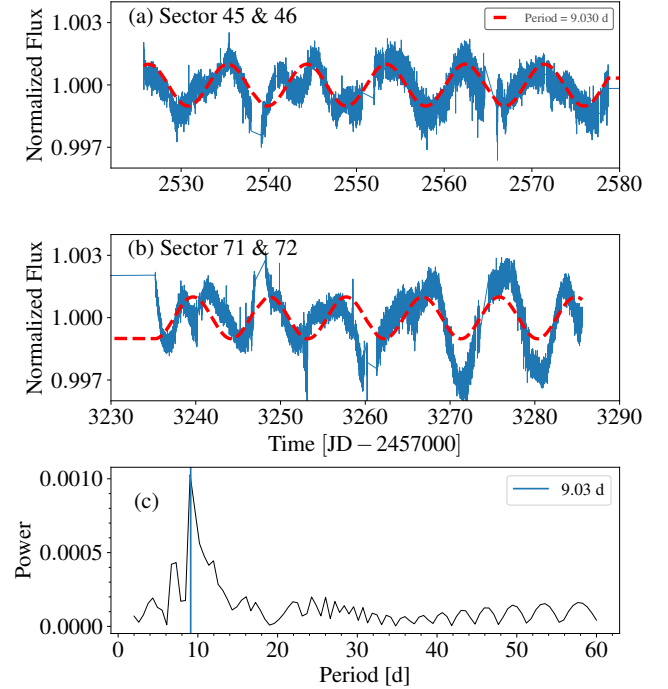 (a) Sector 45 & 46
Period = 9.030 d
1.003
1.000
0.997
Normalized Flux
2530 2540 2550 2560 2570 2580
(b) Sector 71 & 72
1.003
1.000
0.997
Normalized Flux
3230 3240 3250 3260 3270 3280 3290
Time [JD − 2457000]
(c)
9.03 d
0.0010
0.0005
0.0000
Power
0 10 20 30 40 50 60
Period [d]